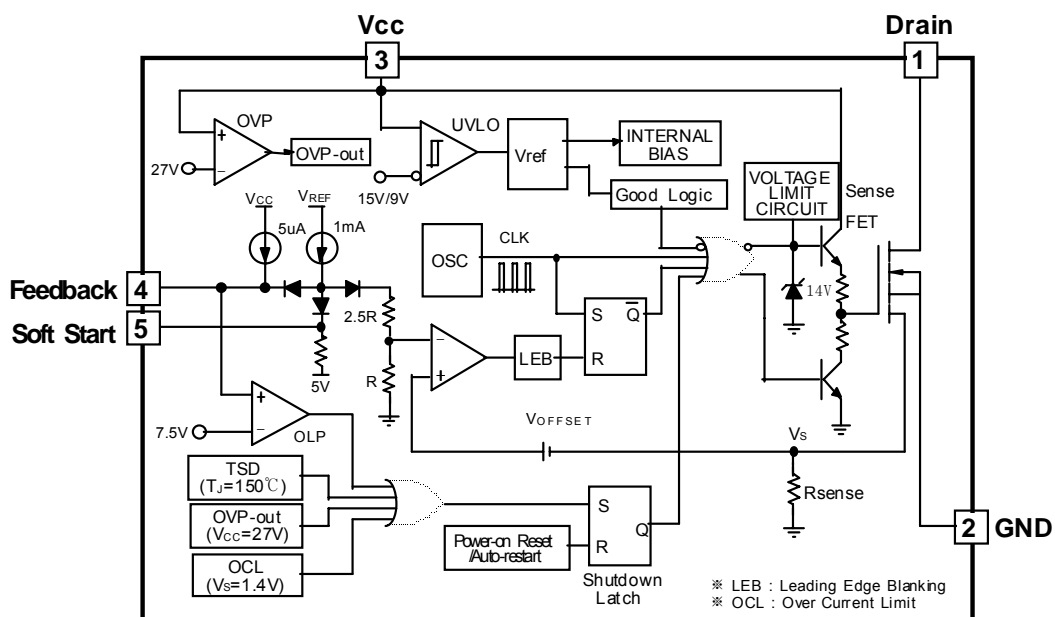 Vcc
Drain
3
1
OVP
+
−
27V
OVP-out
UVLO
15V/9V
Vref
INTERNAL
BIAS
Good Logic
VOLTAGE
LIMIT
CIRCUIT
Sense
FET
VCC
5uA
VREF
1mA
OSC
CLK
14V
Feedback
4
Soft Start
5
2.5R
R
5V
−
+
LEB
S
Q
R
+
−
7.5V
OLP
VOFFSET
VS
Rsense
TSD
(TJ=150℃)
OVP-out
(VCC=27V)
OCL
(VS=1.4V)
Power-on Reset
/Auto-restart
S
Q
R
Shutdown
Latch
2
GND
※ LEB : Leading Edge Blanking
※ OCL : Over Current Limit